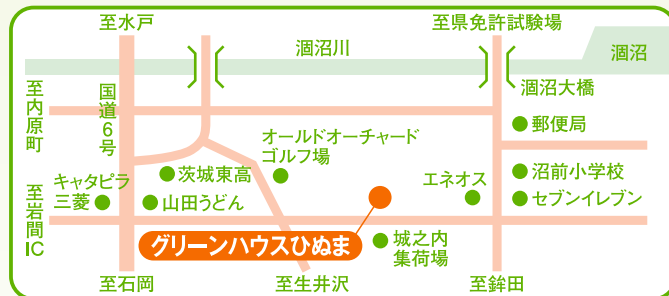 至水戸
至県免許試験場
涸沼川
涸沼
涸沼大橋
至内原町
国道6号
郵便局
オールドオーチャード
ゴルフ場
茨城東高
沼前小学校
キャタピラ
三菱
エネオス
山田うどん
セブンイレブン
至岩間IC
グリーンハウスひぬま
城之内
集荷場
至石岡
至生井沢
至鉾田